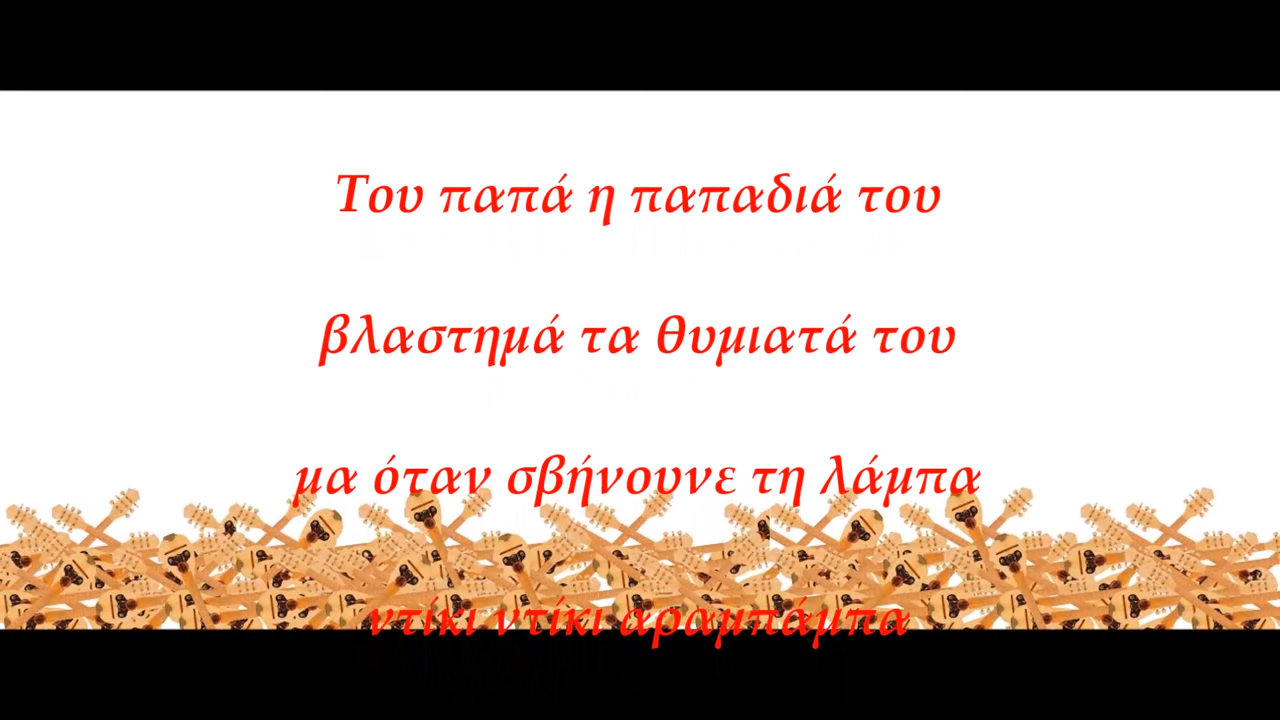 Του παπά η παπαδιά του
βλαστημά τα θυμιατά του
μα όταν σβήνουνε τη λάμπα
ντίκι ντίκι αραμπάμπα